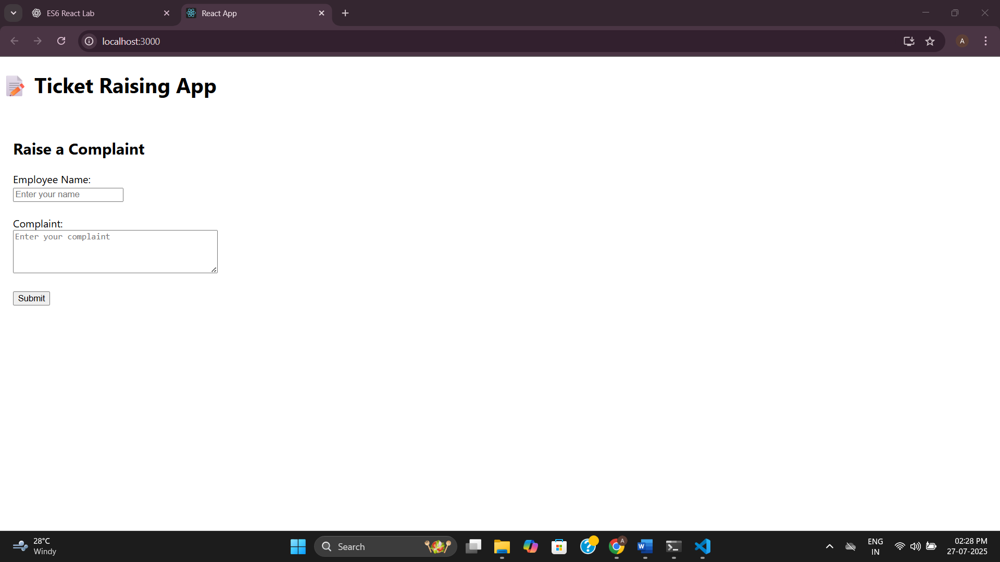 ES6 React Lab
React App
localhost:3000
A
Ticket Raising App
Raise a Complaint
Employee Name:
Enter your name
Complaint:
Enter your complaint
Submit
28°C
Windy
Search
A
ENG
IN
02:28 PM
27-07-2025